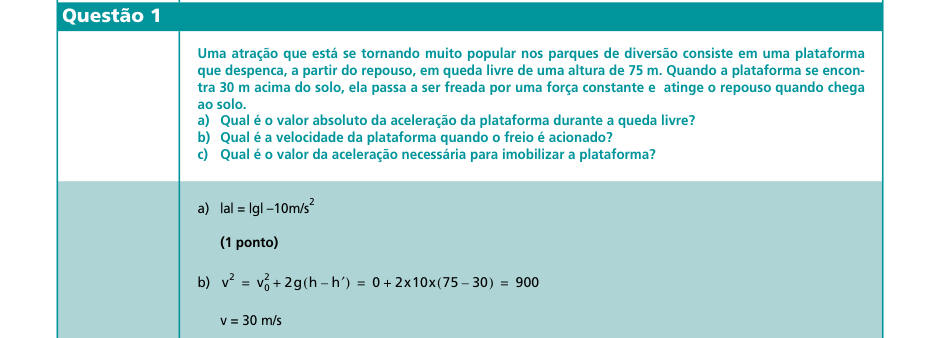 Questão 1
Uma atração que está se tornando muito popular nos parques de diversão consiste em uma plataforma
que despenca, a partir do repouso, em queda livre de uma altura de 75 m. Quando a plataforma se encon-
tra 30 m acima do solo, ela passa a ser freada por uma força constante e atinge o repouso quando chega
ao solo.
a) Qual é o valor absoluto da aceleração da plataforma durante a queda livre?
b) Qual é a velocidade da plataforma quando o freio é acionado?
c) Qual é o valor da aceleração necessária para imobilizar a plataforma?
a) lal = lgl –10m/s²
(1 ponto)
b) v² = v₀² + 2g(h – h′) = 0 + 2x10x(75 – 30) = 900
v = 30 m/s